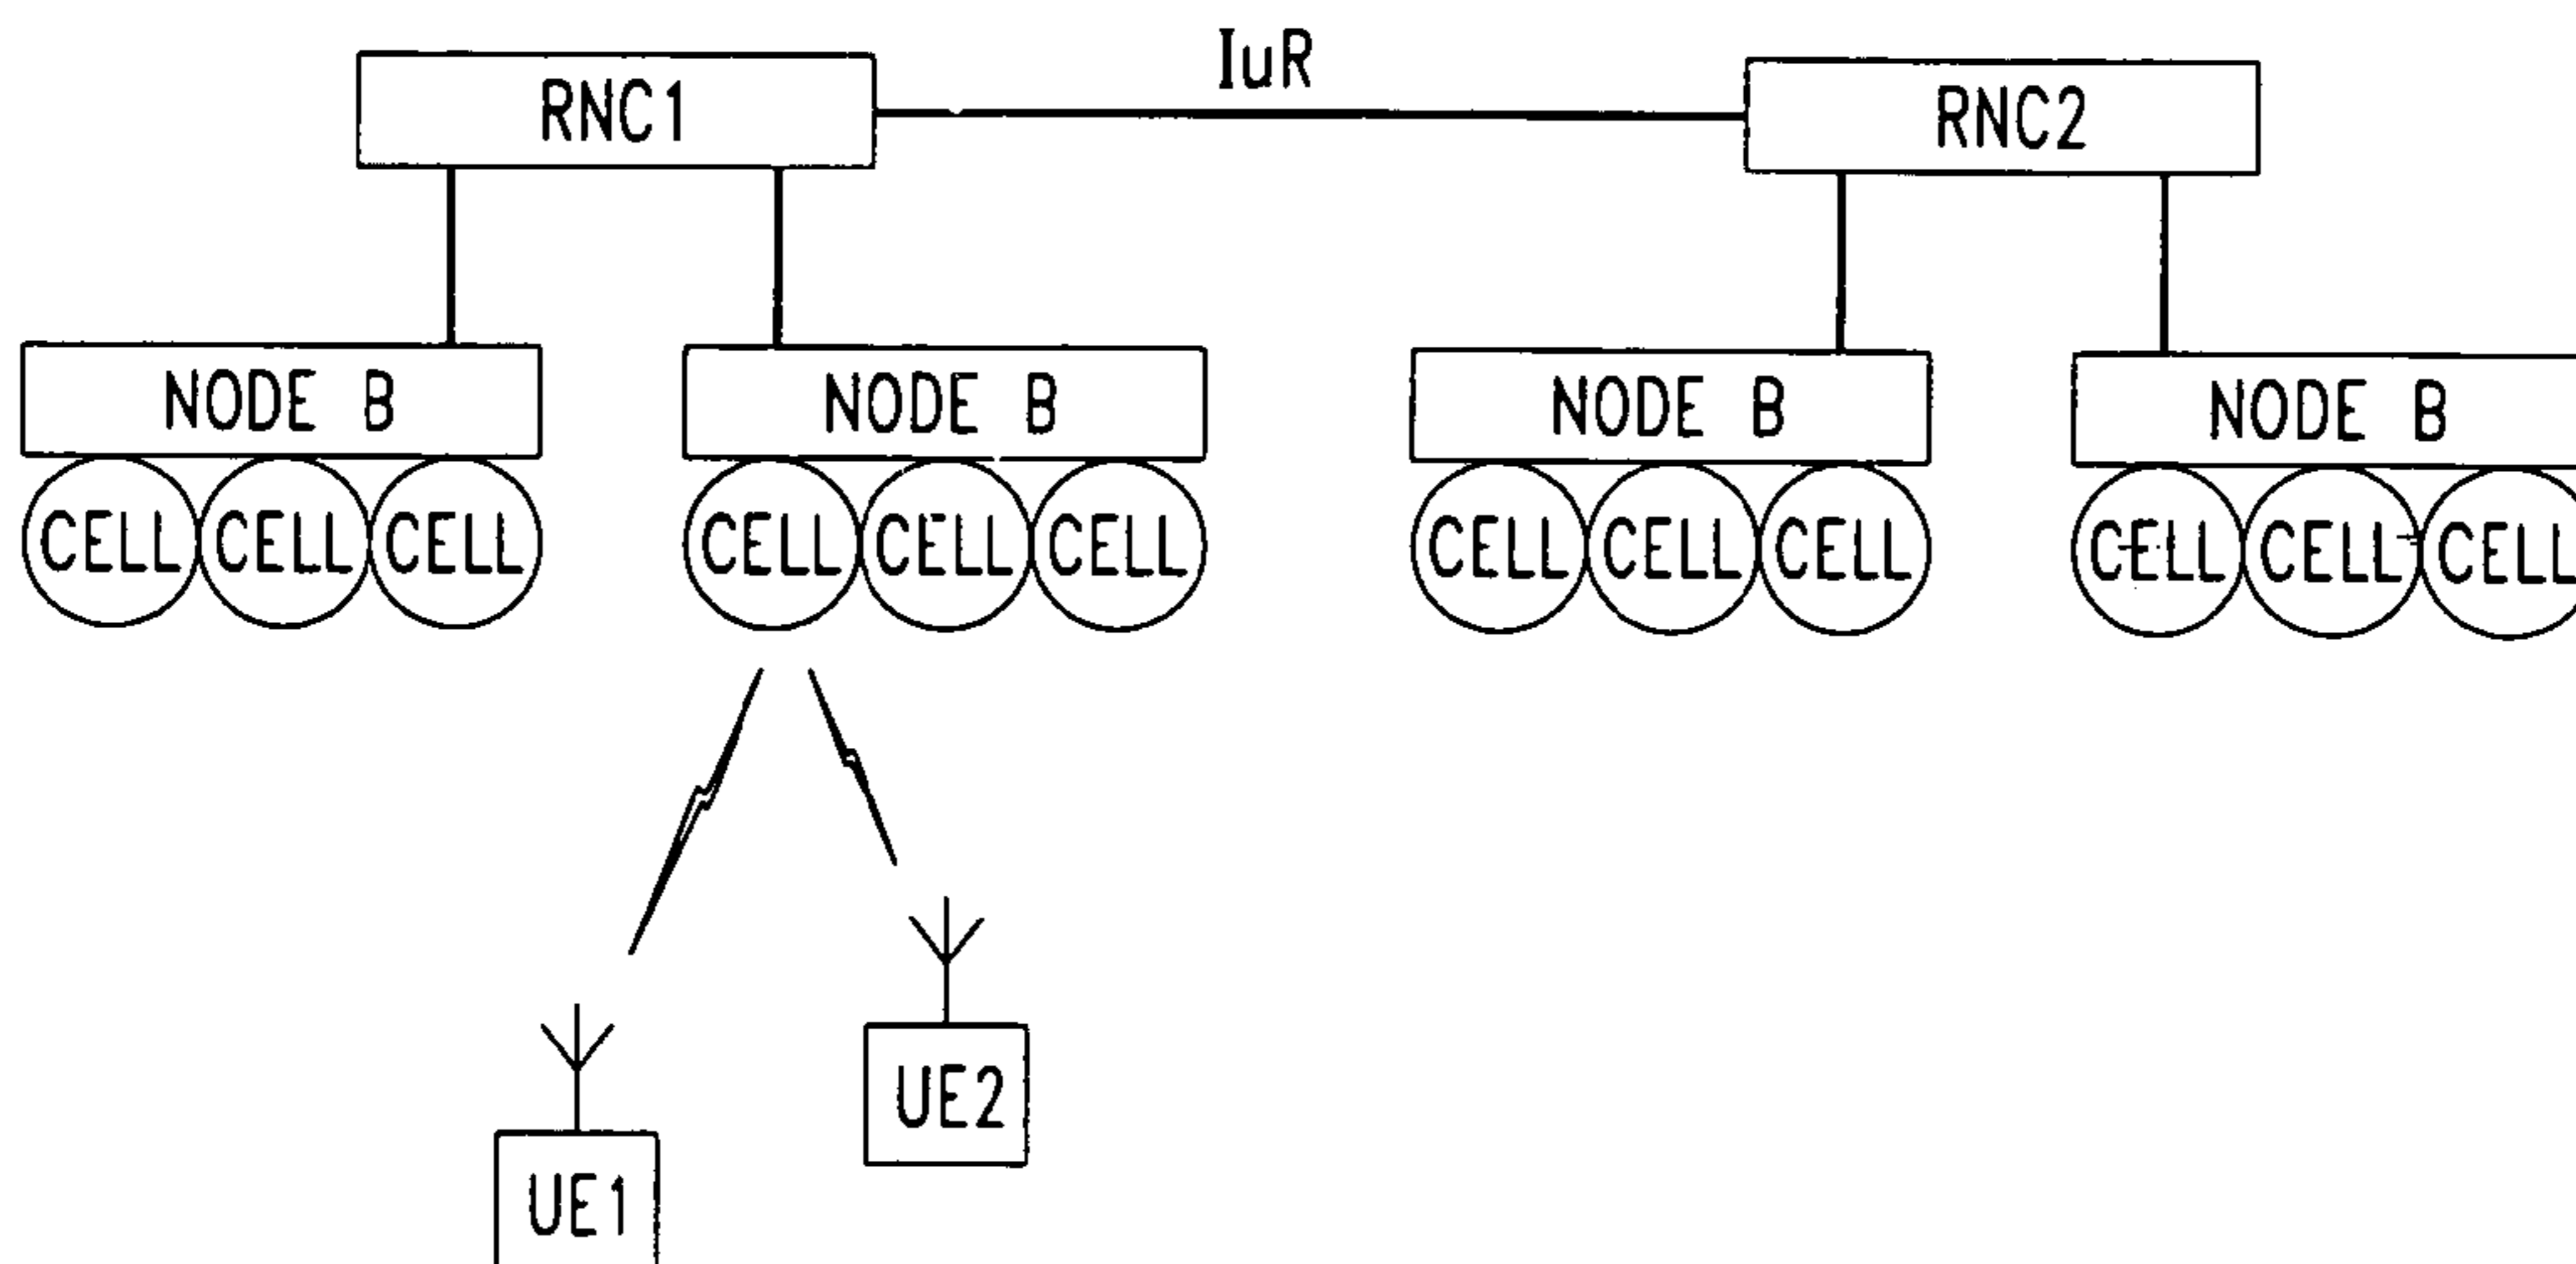 IuR
RNC1 RNC2
NODE B NODE B NODE B NODE B
CELL CELL CELL CELL CELL CELL CELL CELL CELL CELL CELL CELL
UE2
UE1